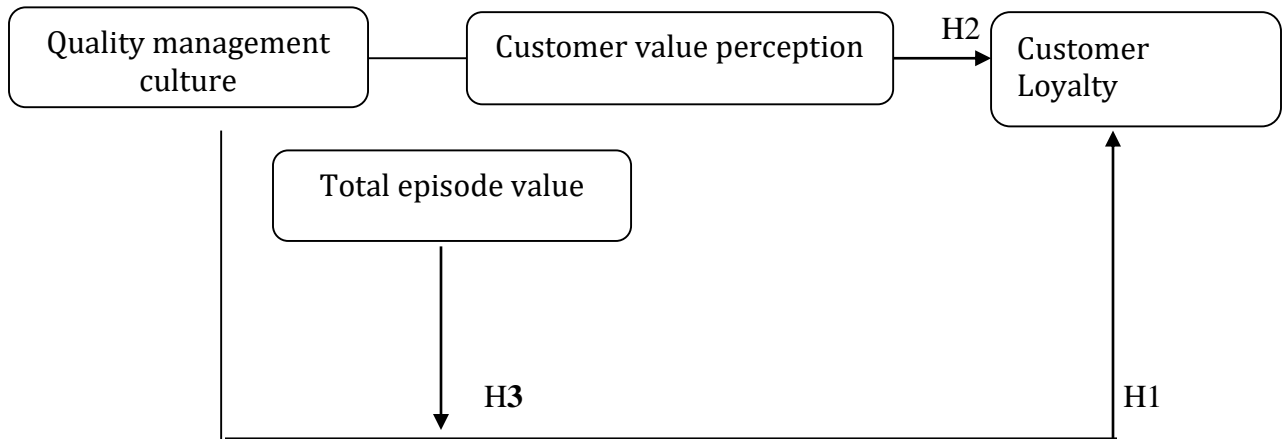 Quality management
culture
Customer value perception
H2
Customer
Loyalty
Total episode value
H3
H1